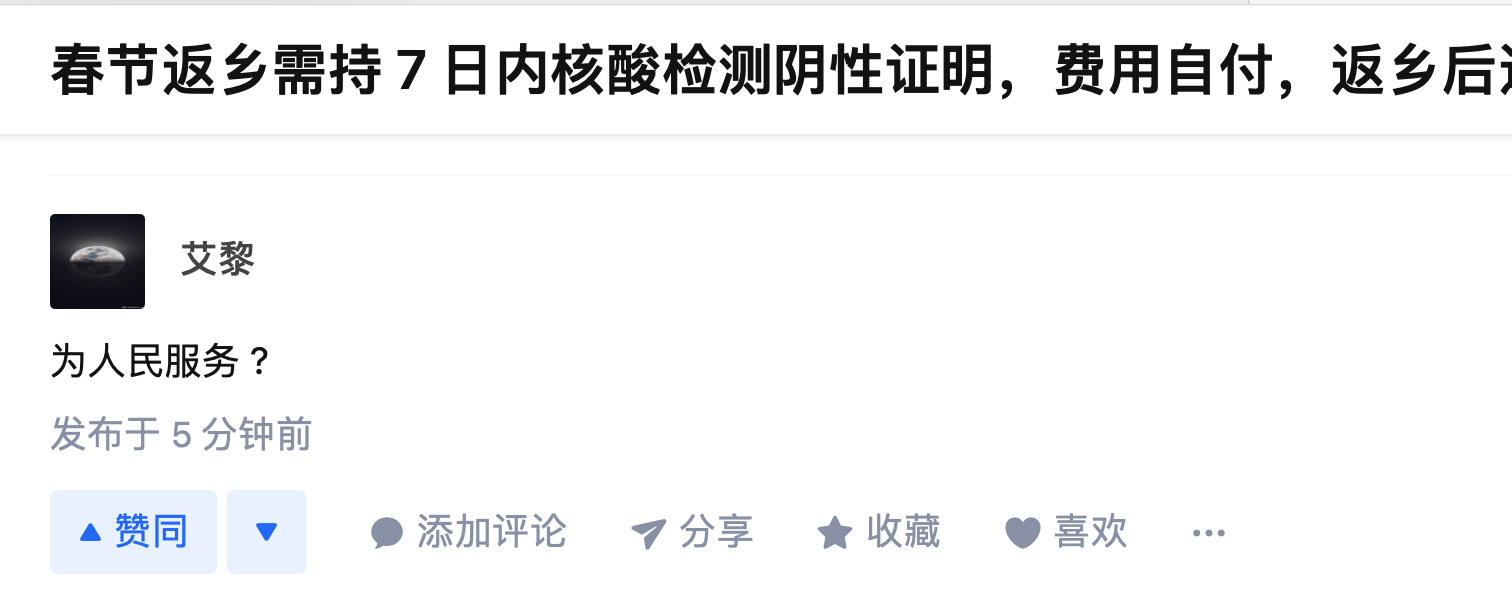 春节返乡需持 7 日内核酸检测阴性证明，费用自付，返乡后
艾黎
为人民服务？
发布于 5 分钟前
赞同
添加评论 分享 收藏 喜欢 ...